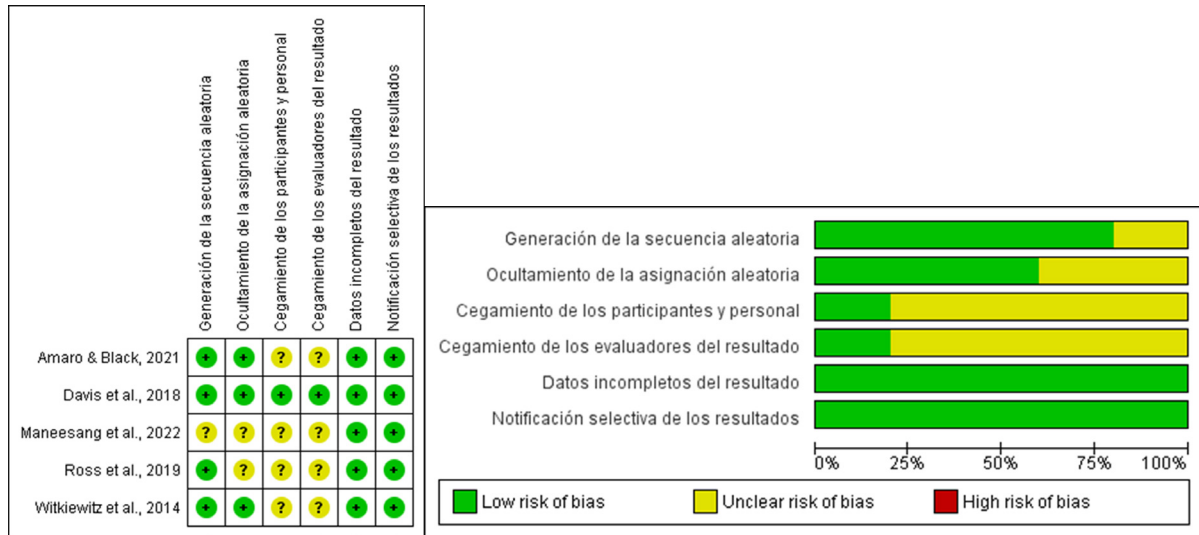 Generación de la secuencia aleatoria
Ocultamiento de la asignación aleatoria
Cegamiento de los participantes y personal
Cegamiento de los evaluadores del resultado
Datos incompletos del resultado
Notificación selectiva de los resultados
Amaro & Black, 2021 + + ? ? + +
Davis et al., 2018 + + + + + +
Maneesang et al., 2022 ? ? ? ? + +
Ross et al., 2019 + ? ? ? + +
Witkiewitz et al., 2014 + + ? ? + +
Generación de la secuencia aleatoria
Ocultamiento de la asignación aleatoria
Cegamiento de los participantes y personal
Cegamiento de los evaluadores del resultado
Datos incompletos del resultado
Notificación selectiva de los resultados
0% 25% 50% 75% 100%
Low risk of bias Unclear risk of bias High risk of bias